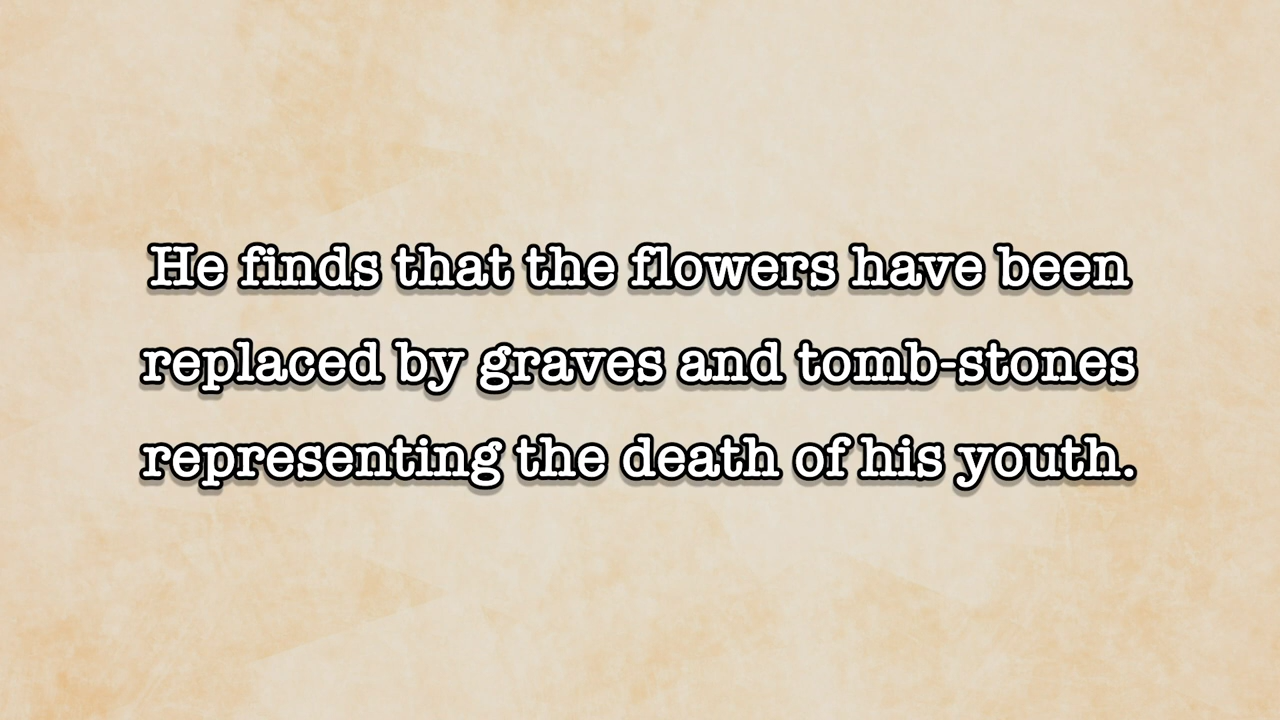 He finds that the flowers have been
replaced by graves and tomb-stones
representing the death of his youth.